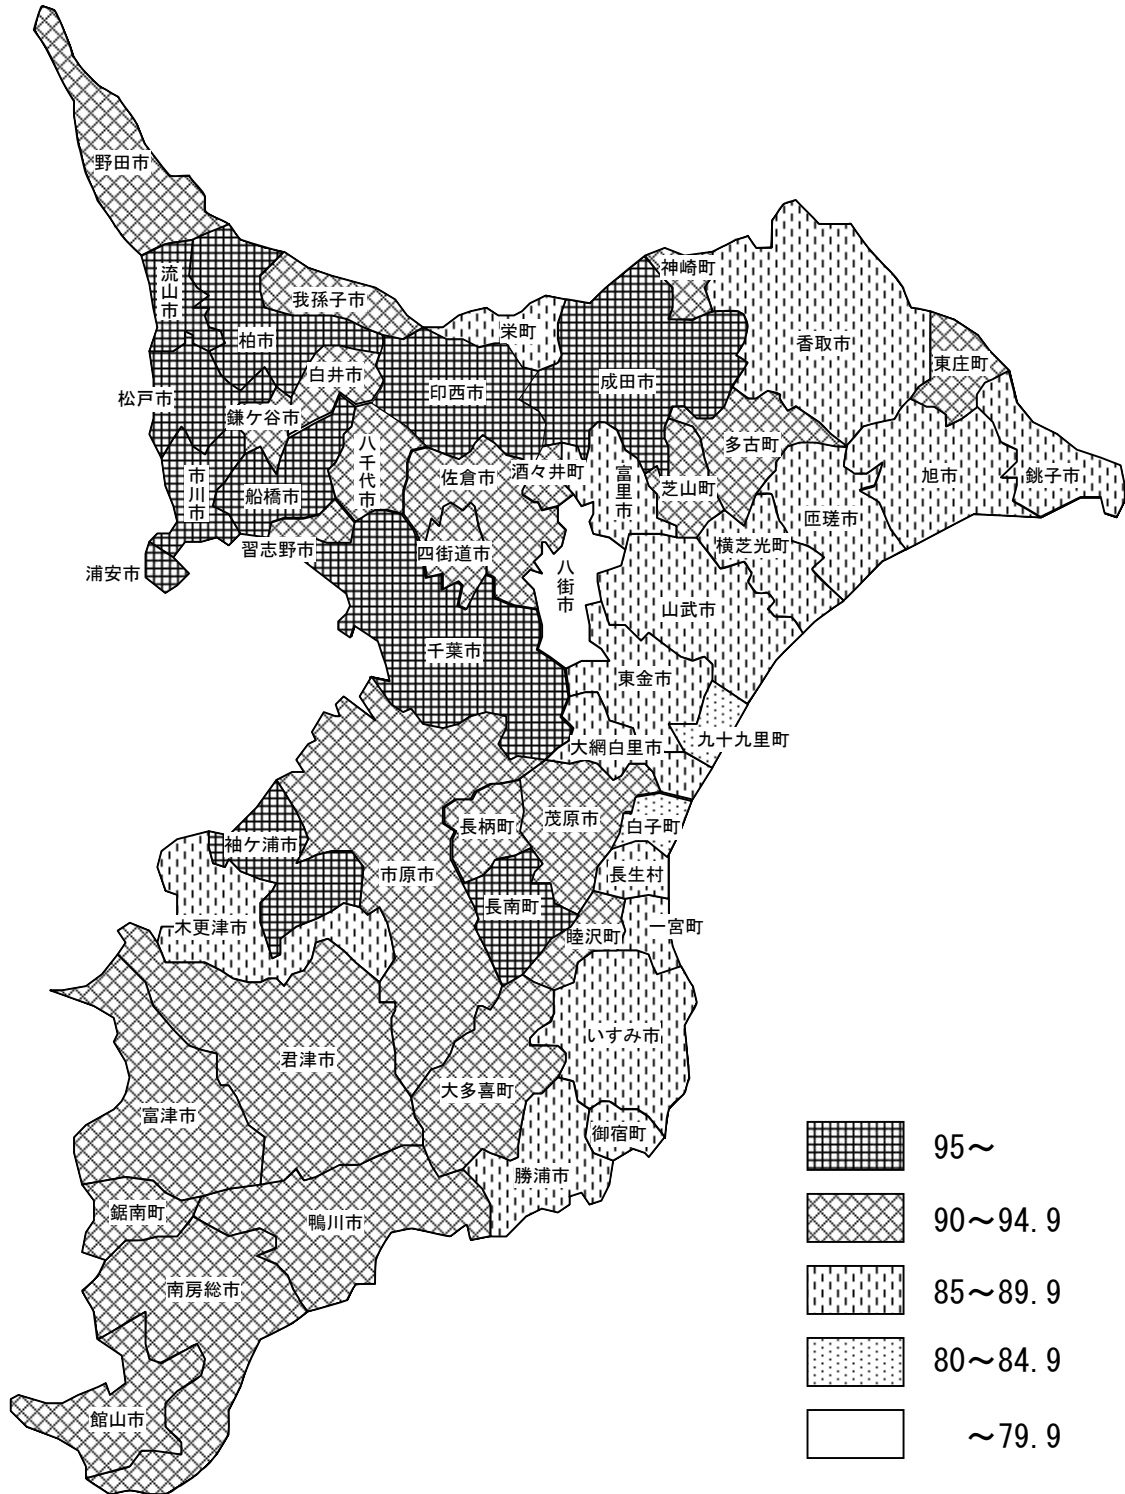 野田市
流山市
我孫子市
柏市
神崎町
栄町
香取市
東庄町
白井市
印西市
成田市
松戸市
鎌ケ谷市
多古町
八千代市
佐倉市
酒々井町
富里市
芝山町
旭市
銚子市
市川市
船橋市
匝瑳市
習志野市
四街道市
横芝光町
浦安市
八街市
山武市
千葉市
東金市
大網白里市
九十九里町
長柄町
茂原市
白子町
袖ケ浦市
市原市
長生村
長南町
木更津市
睦沢町
一宮町
いすみ市
君津市
大多喜町
富津市
御宿町
勝浦市
鋸南町
鴨川市
南房総市
館山市
95～
90～94.9
85～89.9
80～84.9
～79.9